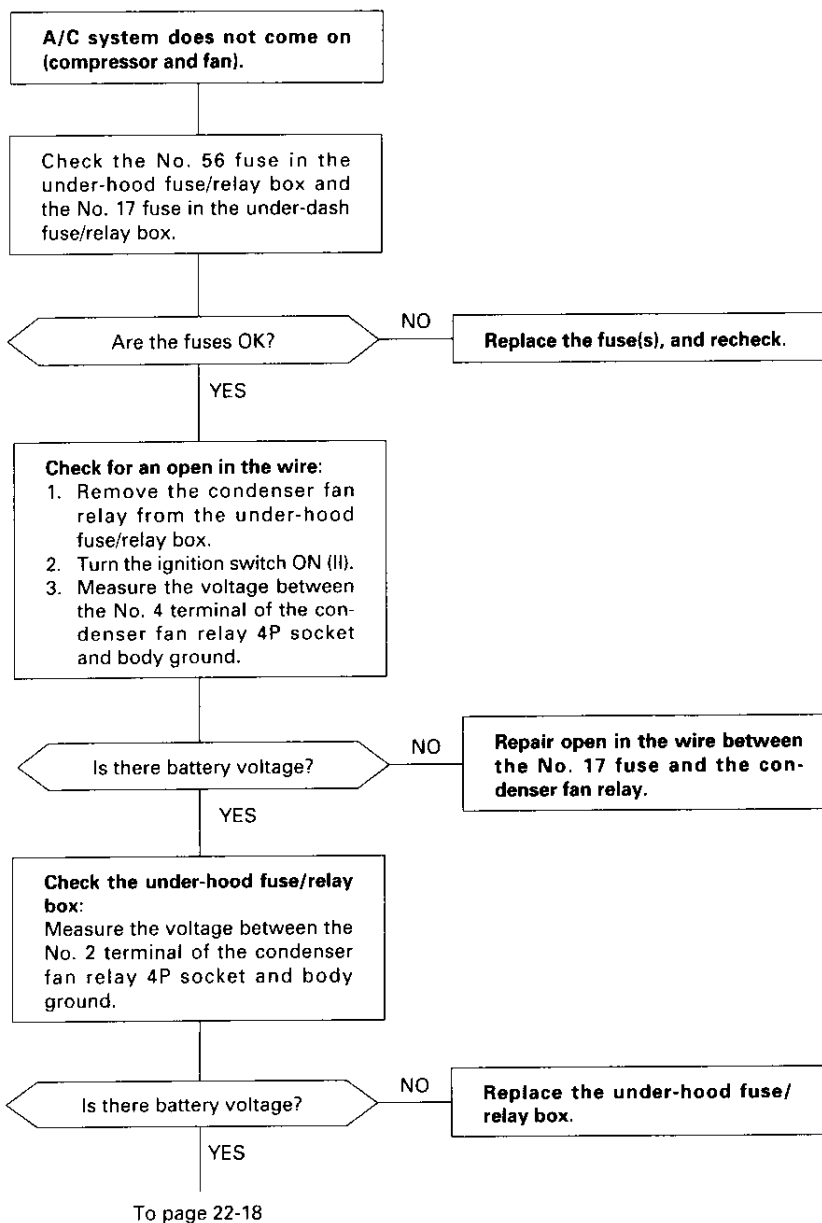 A/C system does not come on
(compressor and fan).
Check the No. 56 fuse in the
under-hood fuse/relay box and
the No. 17 fuse in the under-dash
fuse/relay box.
Are the fuses OK?
NO
Replace the fuse(s), and recheck.
YES
Check for an open in the wire:
1. Remove the condenser fan
relay from the under-hood
fuse/relay box.
2. Turn the ignition switch ON (II).
3. Measure the voltage between
the No. 4 terminal of the con-
denser fan relay 4P socket
and body ground.
Is there battery voltage?
NO
Repair open in the wire between
the No. 17 fuse and the con-
denser fan relay.
YES
Check the under-hood fuse/relay
box:
Measure the voltage between the
No. 2 terminal of the condenser
fan relay 4P socket and body
ground.
Is there battery voltage?
NO
Replace the under-hood fuse/
relay box.
YES
To page 22-18